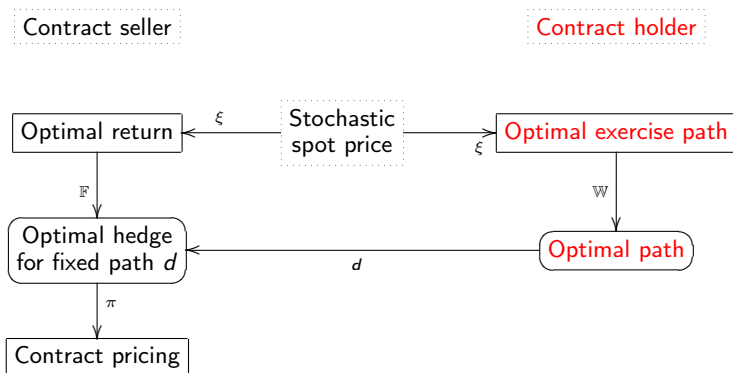 Contract seller
Contract holder
Optimal return
ξ
Stochastic
spot price
ξ
Optimal exercise path
𝔽
𝕎
Optimal hedge
for fixed path d
d
Optimal path
π
Contract pricing